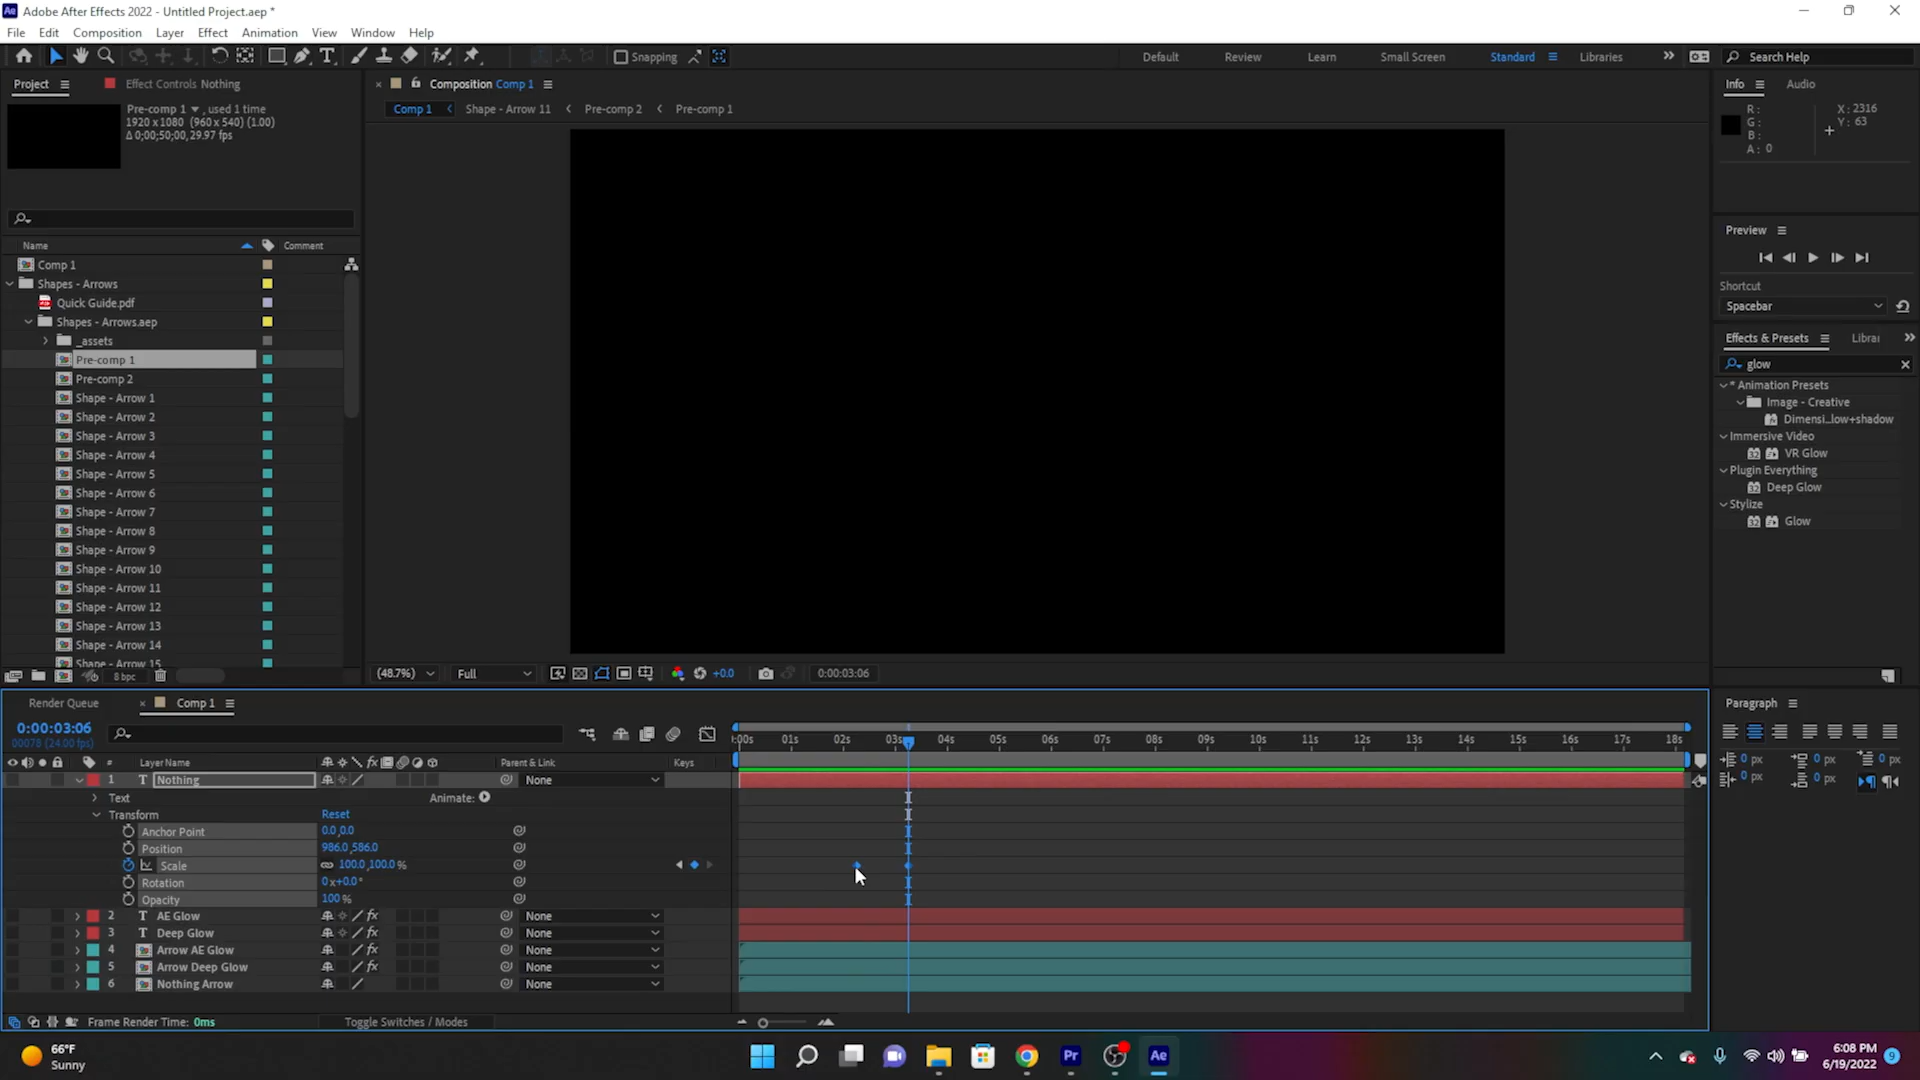 Adobe After Effects 2022 - Untitled Project.aep *
File Edit Composition Layer Effect Animation View Window Help
Snapping
Default Review Learn Small Screen Standard Libraries
Search Help
Project Effect Controls Nothing
Composition Comp 1
Info Audio
Pre-comp 1 , used 1 time
1920 x 1080 (960 x 540) (1.00)
Δ 0;00;50;00, 29.97 fps
Comp 1 Shape - Arrow 11 Pre-comp 2 Pre-comp 1
R:
G:
B:
A: 0
X: 2316
Y: 63
Preview
Shortcut
Spacebar
Effects & Presets Librai
glow
* Animation Presets
Image - Creative
Dimensi...low+shadow
Immersive Video
VR Glow
Plugin Everything
Deep Glow
Stylize
Glow
Name Comment
Comp 1
Shapes - Arrows
Quick Guide.pdf
Shapes - Arrows.aep
_assets
Pre-comp 1
Pre-comp 2
Shape - Arrow 1
Shape - Arrow 2
Shape - Arrow 3
Shape - Arrow 4
Shape - Arrow 5
Shape - Arrow 6
Shape - Arrow 7
Shape - Arrow 8
Shape - Arrow 9
Shape - Arrow 10
Shape - Arrow 11
Shape - Arrow 12
Shape - Arrow 13
Shape - Arrow 14
Shape - Arrow 15
8 bpc
(48.7%) Full +0.0 0:00:03:06
Render Queue Comp 1
Paragraph
0:00:03:06
00078 (24.00 fps)
:00s 01s 02s 03s 04s 05s 06s 07s 08s 09s 10s 11s 12s 13s 14s 15s 16s 17s 18s
# Layer Name Parent & Link Keys
1 T Nothing None
Text Animate:
Transform Reset
Anchor Point 0.0,0.0
Position 986.0,586.0
Scale 100.0,100.0%
Rotation 0x+0.0°
Opacity 100%
2 T AE Glow fx None
3 T Deep Glow fx None
4 Arrow AE Glow fx None
5 Arrow Deep Glow fx None
6 Nothing Arrow None
0 px 0 px 0 px
0 px 0 px
Frame Render Time: 0ms Toggle Switches / Modes
66°F
Sunny
Pr Ae
6:08 PM
6/19/2022
9